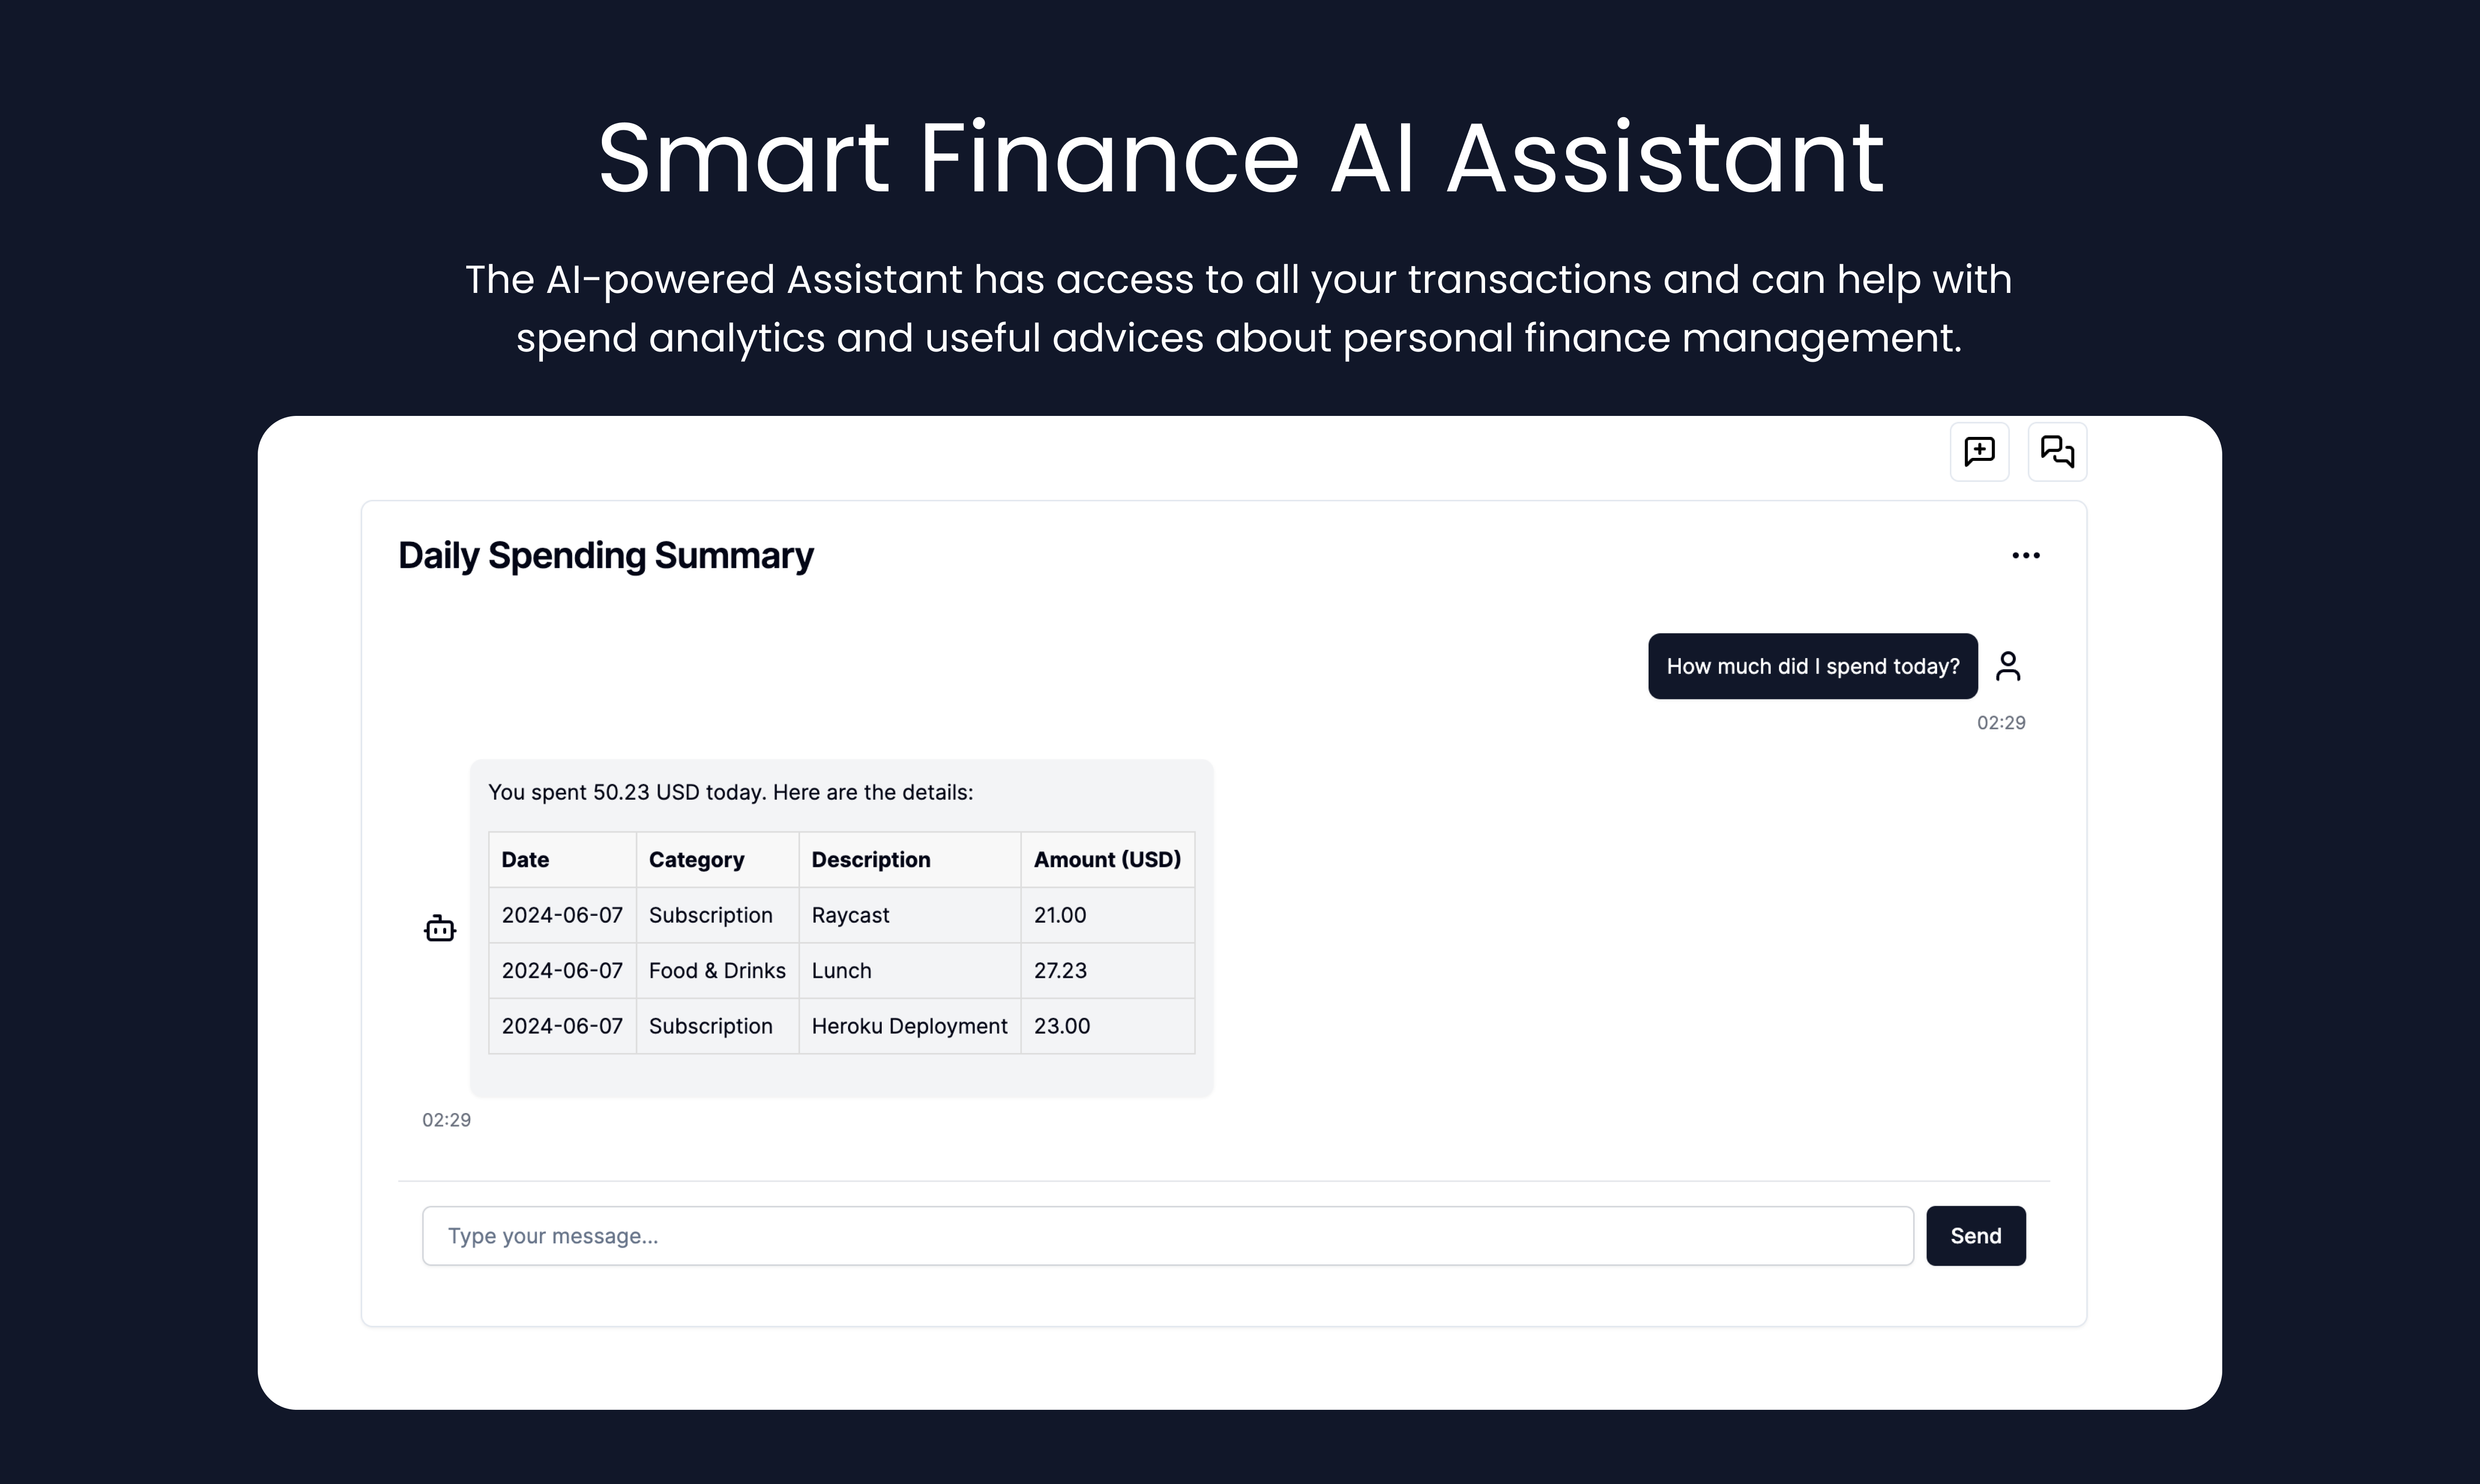 Smart Finance AI Assistant
The AI-powered Assistant has access to all your transactions and can help with
spend analytics and useful advices about personal finance management.
Daily Spending Summary
How much did I spend today?
02:29
You spent 50.23 USD today. Here are the details:
Date Category Description Amount (USD)
2024-06-07 Subscription Raycast 21.00
2024-06-07 Food & Drinks Lunch 27.23
2024-06-07 Subscription Heroku Deployment 23.00
02:29
Type your message...
Send